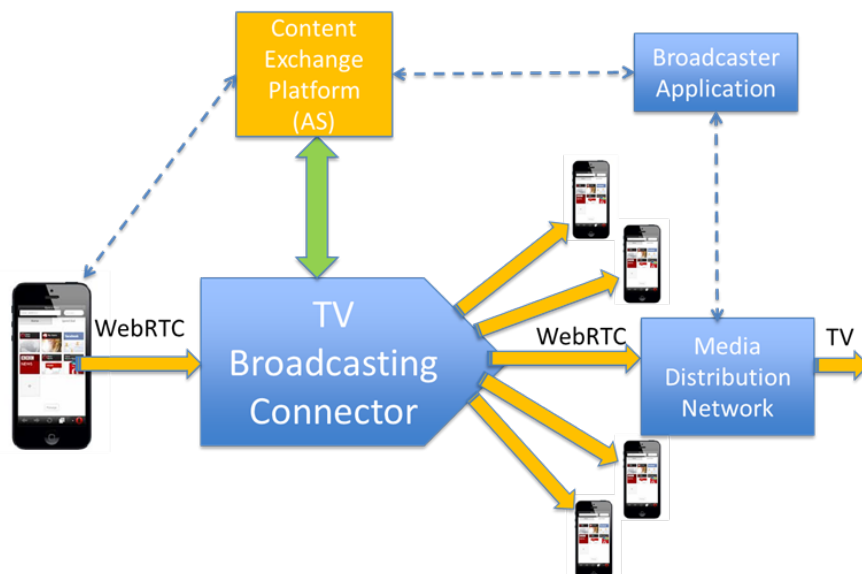 Content
Exchange
Platform
(AS)
Broadcaster
Application
WebRTC
TV
Broadcasting
Connector
WebRTC
Media
Distribution
Network
TV